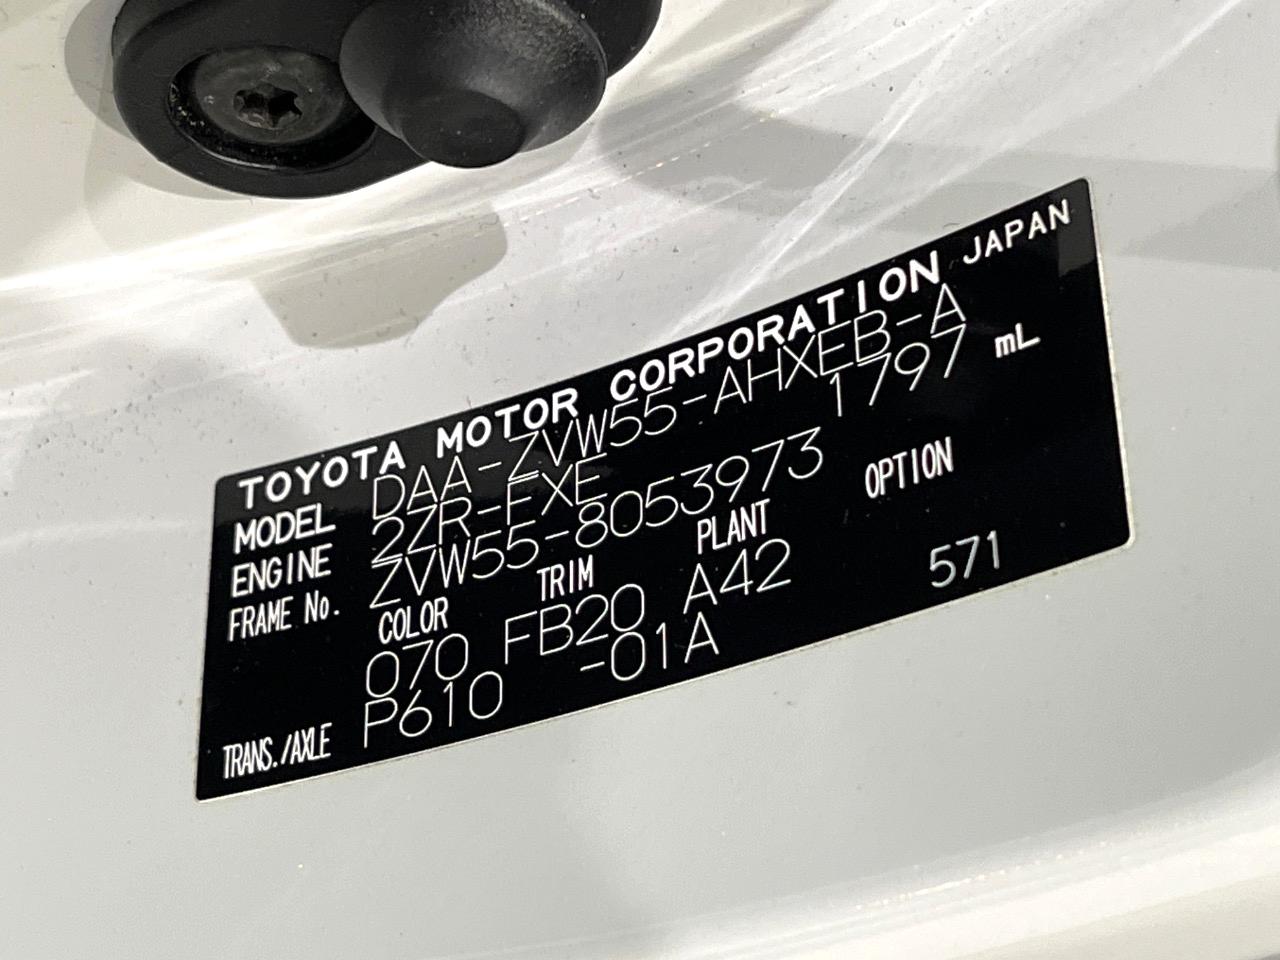 TOYOTA MOTOR CORPORATION JAPAN
MODEL DAA-ZVW55-AHXEB-A
ENGINE 2ZR-FXE 1797 mL
FRAME No. ZVW55-8053973
COLOR TRIM PLANT OPTION
070 FB20 A42 571
TRANS./AXLE P610 -01A